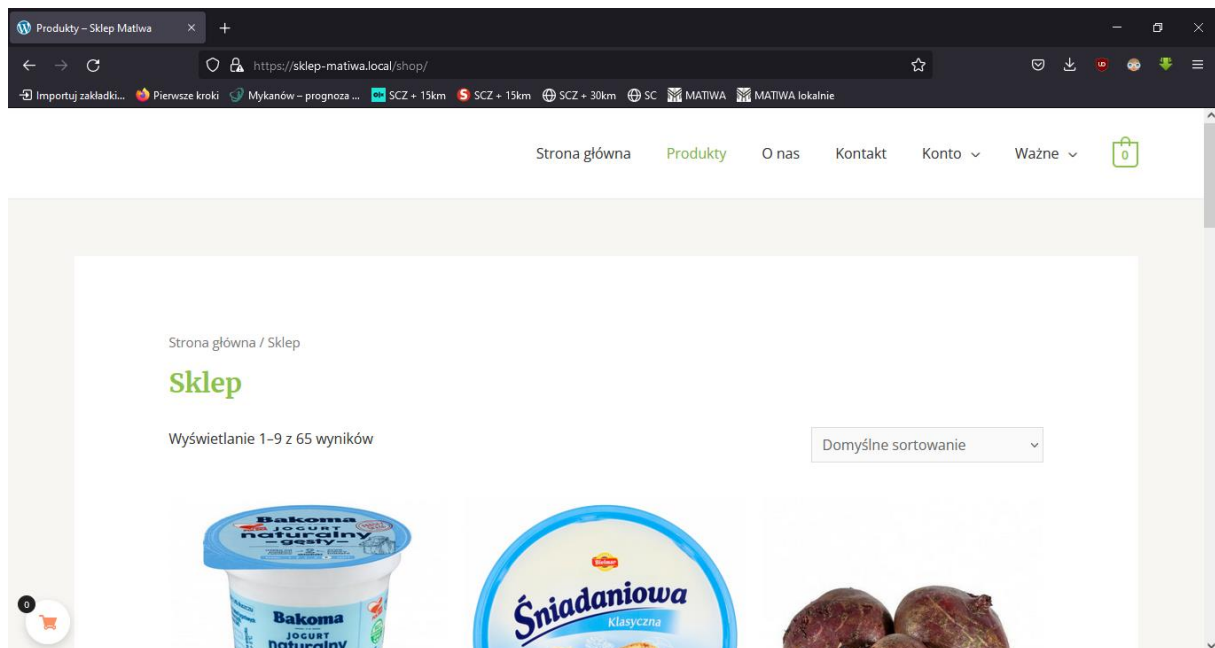 Produkty – Sklep Matlwa
https://sklep-matiwa.local/shop/
Importuj zakładki... Pierwsze kroki Mykanów – prognoza ... SCZ + 15km SCZ + 15km SCZ + 30km SC MATIWA MATIWA lokalnie
Strona główna Produkty O nas Kontakt Konto Ważne 0
Strona główna / Sklep
Sklep
Wyświetlanie 1–9 z 65 wyników
Domyślne sortowanie
Bakoma
JOGURT
naturalny
gęsty
Bakoma
JOGURT
naturalny
Śniadaniowa
Klasyczna
0